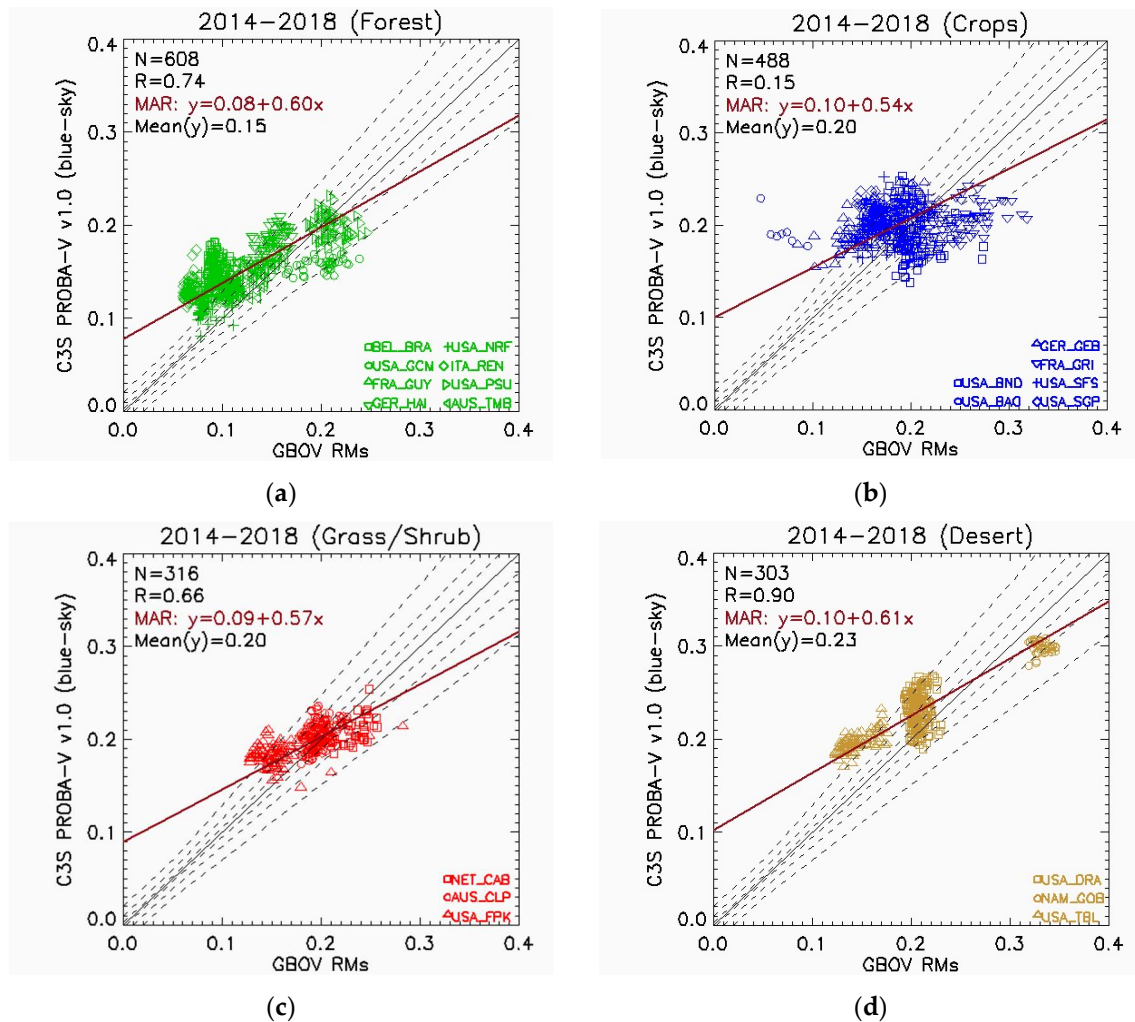 2014-2018 (Forest)
0.4
N=608
R=0.74
MAR: y=0.08+0.60x
Mean(y)=0.15
0.3
0.2
0.1
0.0
C3S PROBA-V v1.0 (blue-sky)
BEL_BRA +USA_NRF
USA_GCM ITA_REN
FRA_GUY USA_PSU
GER_HAI AUS_TMB
0.0 0.1 0.2 0.3 0.4
GBOV RMs
(a)
2014-2018 (Crops)
0.4
N=488
R=0.15
MAR: y=0.10+0.54x
Mean(y)=0.20
0.3
0.2
0.1
0.0
C3S PROBA-V v1.0 (blue-sky)
GER_GEB
FRA_GRI
USA_BND +USA_SFS
USA_BAO USA_SGP
0.0 0.1 0.2 0.3 0.4
GBOV RMs
(b)
2014-2018 (Grass/Shrub)
0.4
N=316
R=0.66
MAR: y=0.09+0.57x
Mean(y)=0.20
0.3
0.2
0.1
0.0
C3S PROBA-V v1.0 (blue-sky)
NET_CAB
AUS_CLP
USA_FPK
0.0 0.1 0.2 0.3 0.4
GBOV RMs
(c)
2014-2018 (Desert)
0.4
N=303
R=0.90
MAR: y=0.10+0.61x
Mean(y)=0.23
0.3
0.2
0.1
0.0
C3S PROBA-V v1.0 (blue-sky)
USA_DRA
NAM_GOB
USA_TBL
0.0 0.1 0.2 0.3 0.4
GBOV RMs
(d)